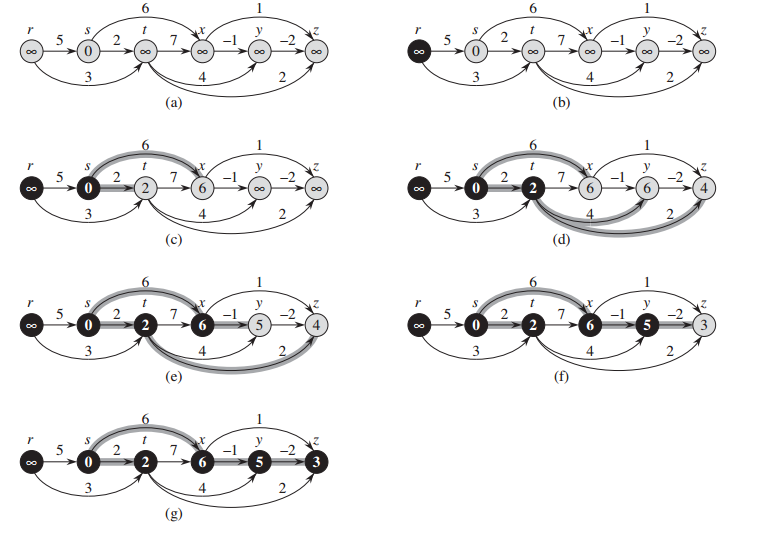 6 1 6 1
r s t x y z r s t x y z
∞ 5 0 2 ∞ 7 ∞ –1 ∞ –2 ∞ ∞ 5 0 2 ∞ 7 ∞ –1 ∞ –2 ∞
3 4 2 3 4 2
(a) (b)
6 1 6 1
r s t x y z r s t x y z
∞ 5 0 2 2 7 6 –1 ∞ –2 ∞ ∞ 5 0 2 2 7 6 –1 6 –2 4
3 4 2 3 4 2
(c) (d)
6 1 6 1
r s t x y z r s t x y z
∞ 5 0 2 2 7 6 –1 5 –2 4 ∞ 5 0 2 2 7 6 –1 5 –2 3
3 4 2 3 4 2
(e) (f)
6 1
r s t x y z
∞ 5 0 2 2 7 6 –1 5 –2 3
3 4 2
(g)